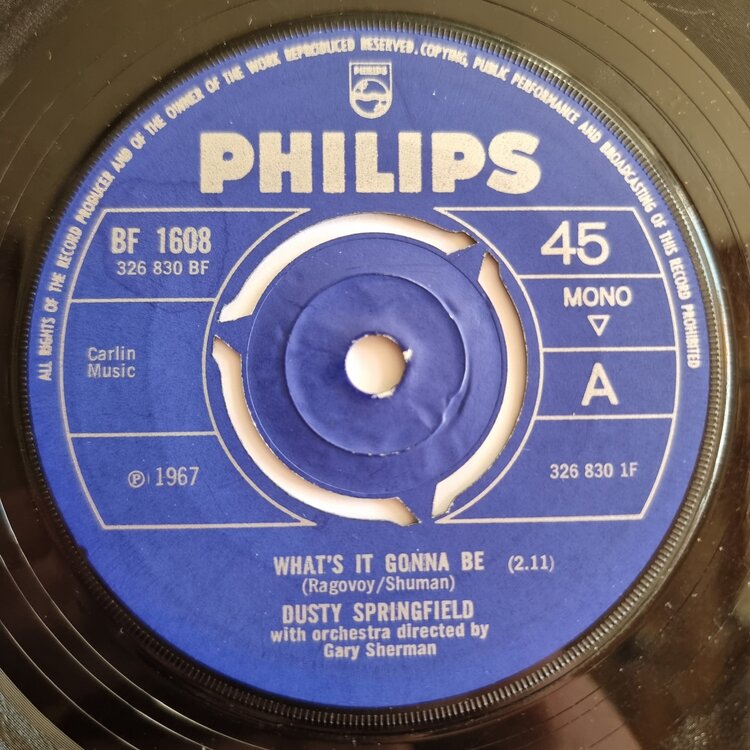 ALL RIGHTS OF THE RECORD PRODUCER AND OF THE OWNER OF THE WORK REPRODUCED RESERVED. COPYING, PUBLIC PERFORMANCE AND BROADCASTING OF THIS RECORD PROHIBITED
PHILIPS
PHILIPS
BF 1608
326 830 BF
45
MONO
Carlin
Music
A
℗ 1967
326 830 1F
WHAT'S IT GONNA BE (2.11)
(Ragovoy/Shuman)
DUSTY SPRINGFIELD
with orchestra directed by
Gary Sherman